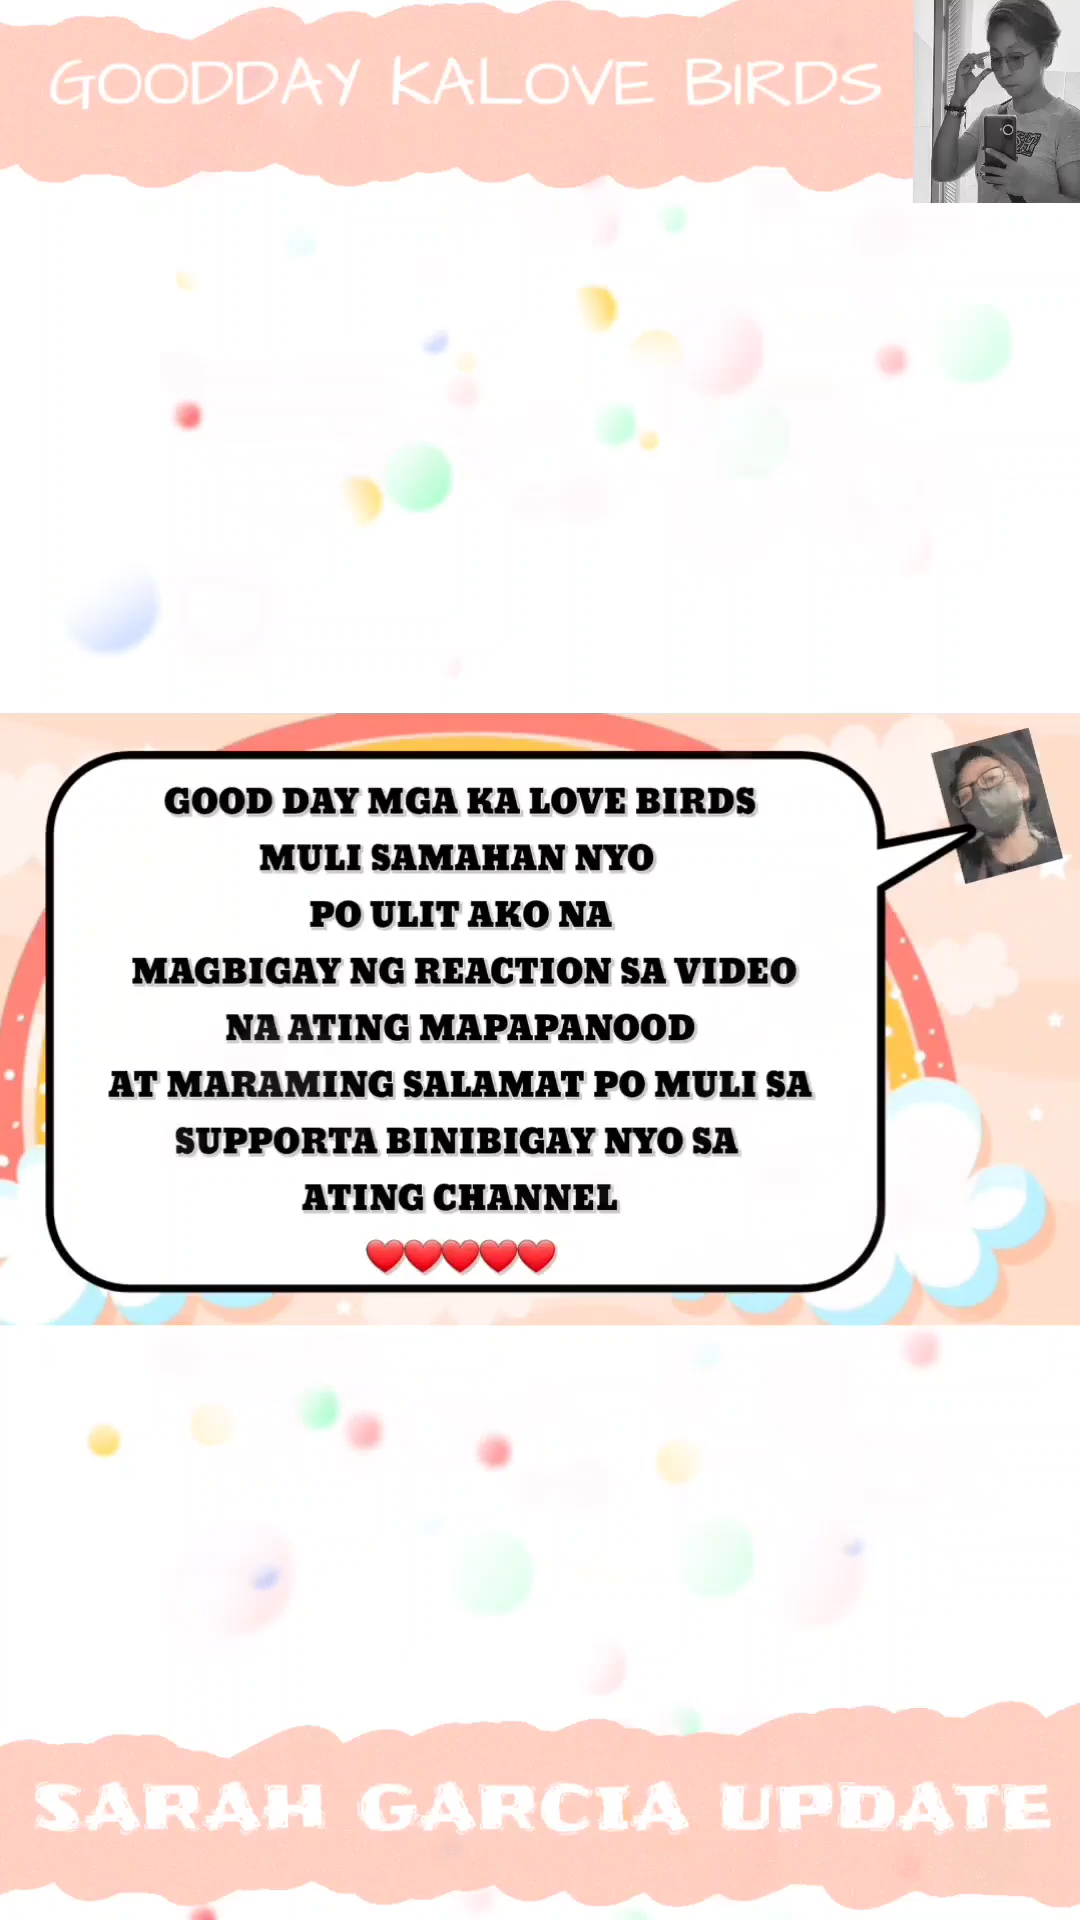 GOODDAY KALOVE BIRDS
GOOD DAY MGA KA LOVE BIRDS
MULI SAMAHAN NYO
PO ULIT AKO NA
MAGBIGAY NG REACTION SA VIDEO
NA ATING MAPAPANOOD
AT MARAMING SALAMAT PO MULI SA
SUPPORTA BINIBIGAY NYO SA
ATING CHANNEL
❤❤❤❤❤
SARAH GARCIA UPDATE